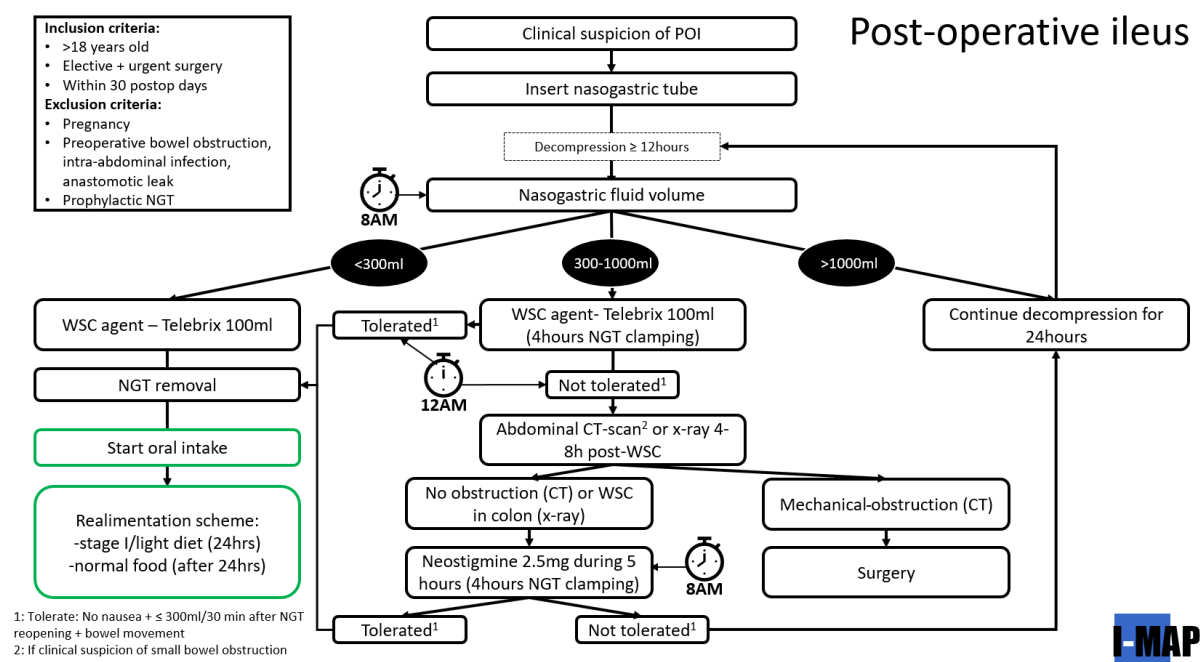 Post-operative ileus
Inclusion criteria:
• >18 years old
• Elective + urgent surgery
• Within 30 postop days
Exclusion criteria:
• Pregnancy
• Preoperative bowel obstruction,
intra-abdominal infection,
anastomotic leak
• Prophylactic NGT
Clinical suspicion of POI
Insert nasogastric tube
Decompression ≥ 12hours
Nasogastric fluid volume
8AM
<300ml
300-1000ml
>1000ml
WSC agent – Telebrix 100ml
Tolerated¹
WSC agent- Telebrix 100ml
(4hours NGT clamping)
Continue decompression for
24hours
NGT removal
12AM
Not tolerated¹
Start oral intake
Abdominal CT-scan² or x-ray 4-
8h post-WSC
Realimentation scheme:
-stage I/light diet (24hrs)
-normal food (after 24hrs)
No obstruction (CT) or WSC
in colon (x-ray)
Mechanical-obstruction (CT)
Neostigmine 2.5mg during 5
hours (4hours NGT clamping)
8AM
Surgery
Tolerated¹
Not tolerated¹
1: Tolerate: No nausea + ≤ 300ml/30 min after NGT
reopening + bowel movement
2: If clinical suspicion of small bowel obstruction
I-MAP